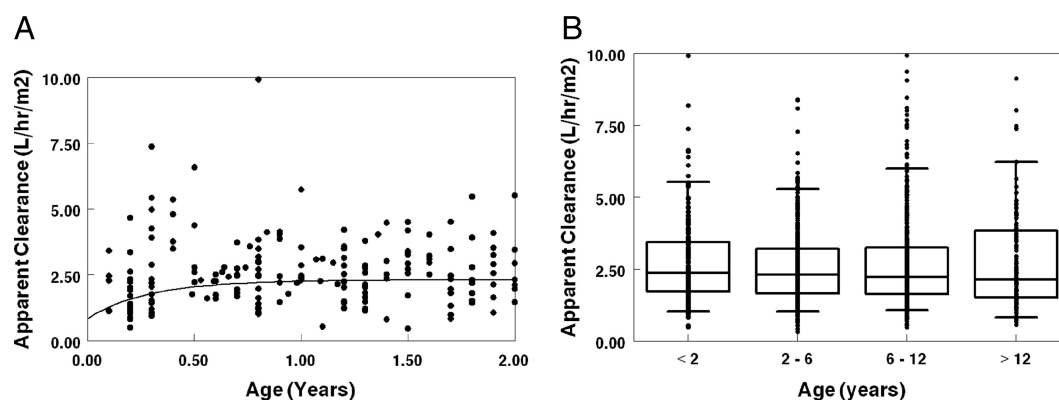 A
Apparent Clearance (L/hr/m2)
10.00
7.50
5.00
2.50
0.00
0.00 0.50 1.00 1.50 2.00
Age (Years)
B
Apparent Clearance (L/hr/m2)
10.00
7.50
5.00
2.50
0.00
< 2 2 - 6 6 - 12 > 12
Age (years)